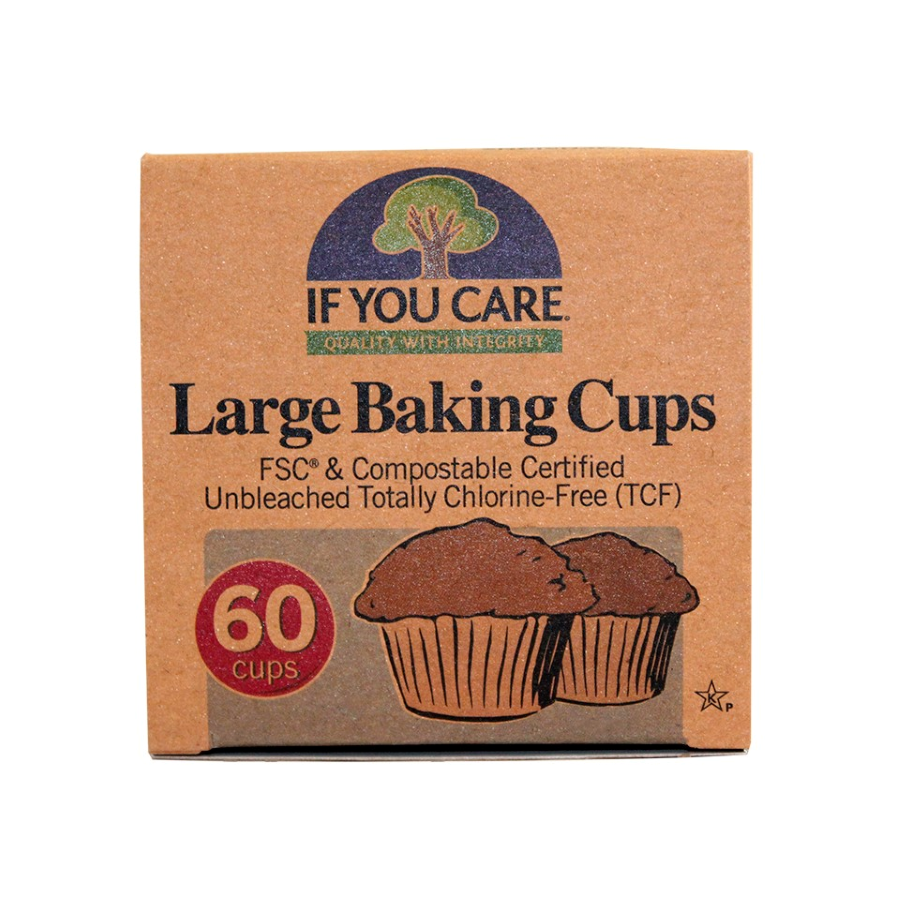 IF YOU CARE.
QUALITY WITH INTEGRITY
Large Baking Cups
FSC® & Compostable Certified
Unbleached Totally Chlorine-Free (TCF)
60
cups
K
P